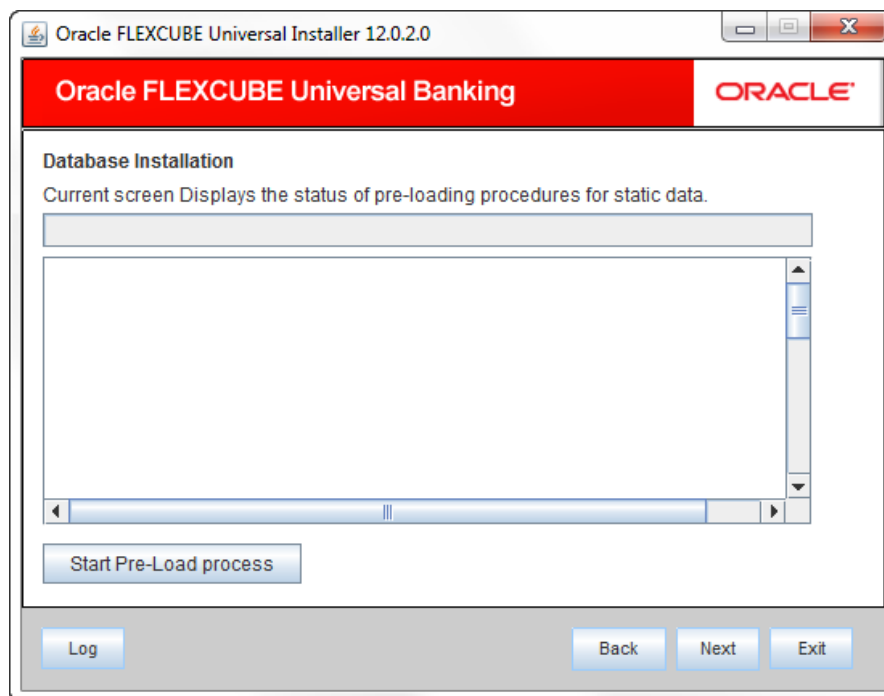 Oracle FLEXCUBE Universal Installer 12.0.2.0
Oracle FLEXCUBE Universal Banking
ORACLE
Database Installation
Current screen Displays the status of pre-loading procedures for static data.
Start Pre-Load process
Log
Back
Next
Exit